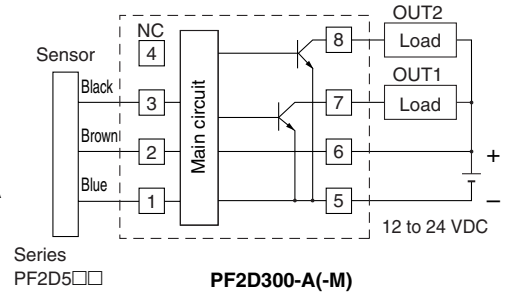 OUT2
NC
Sensor
4
8
Load
OUT1
Black
3
Main circuit
7
Load
Brown
2
6
+
Blue
1
5
−
12 to 24 VDC
Series
PF2D5□□
PF2D300-A(-M)